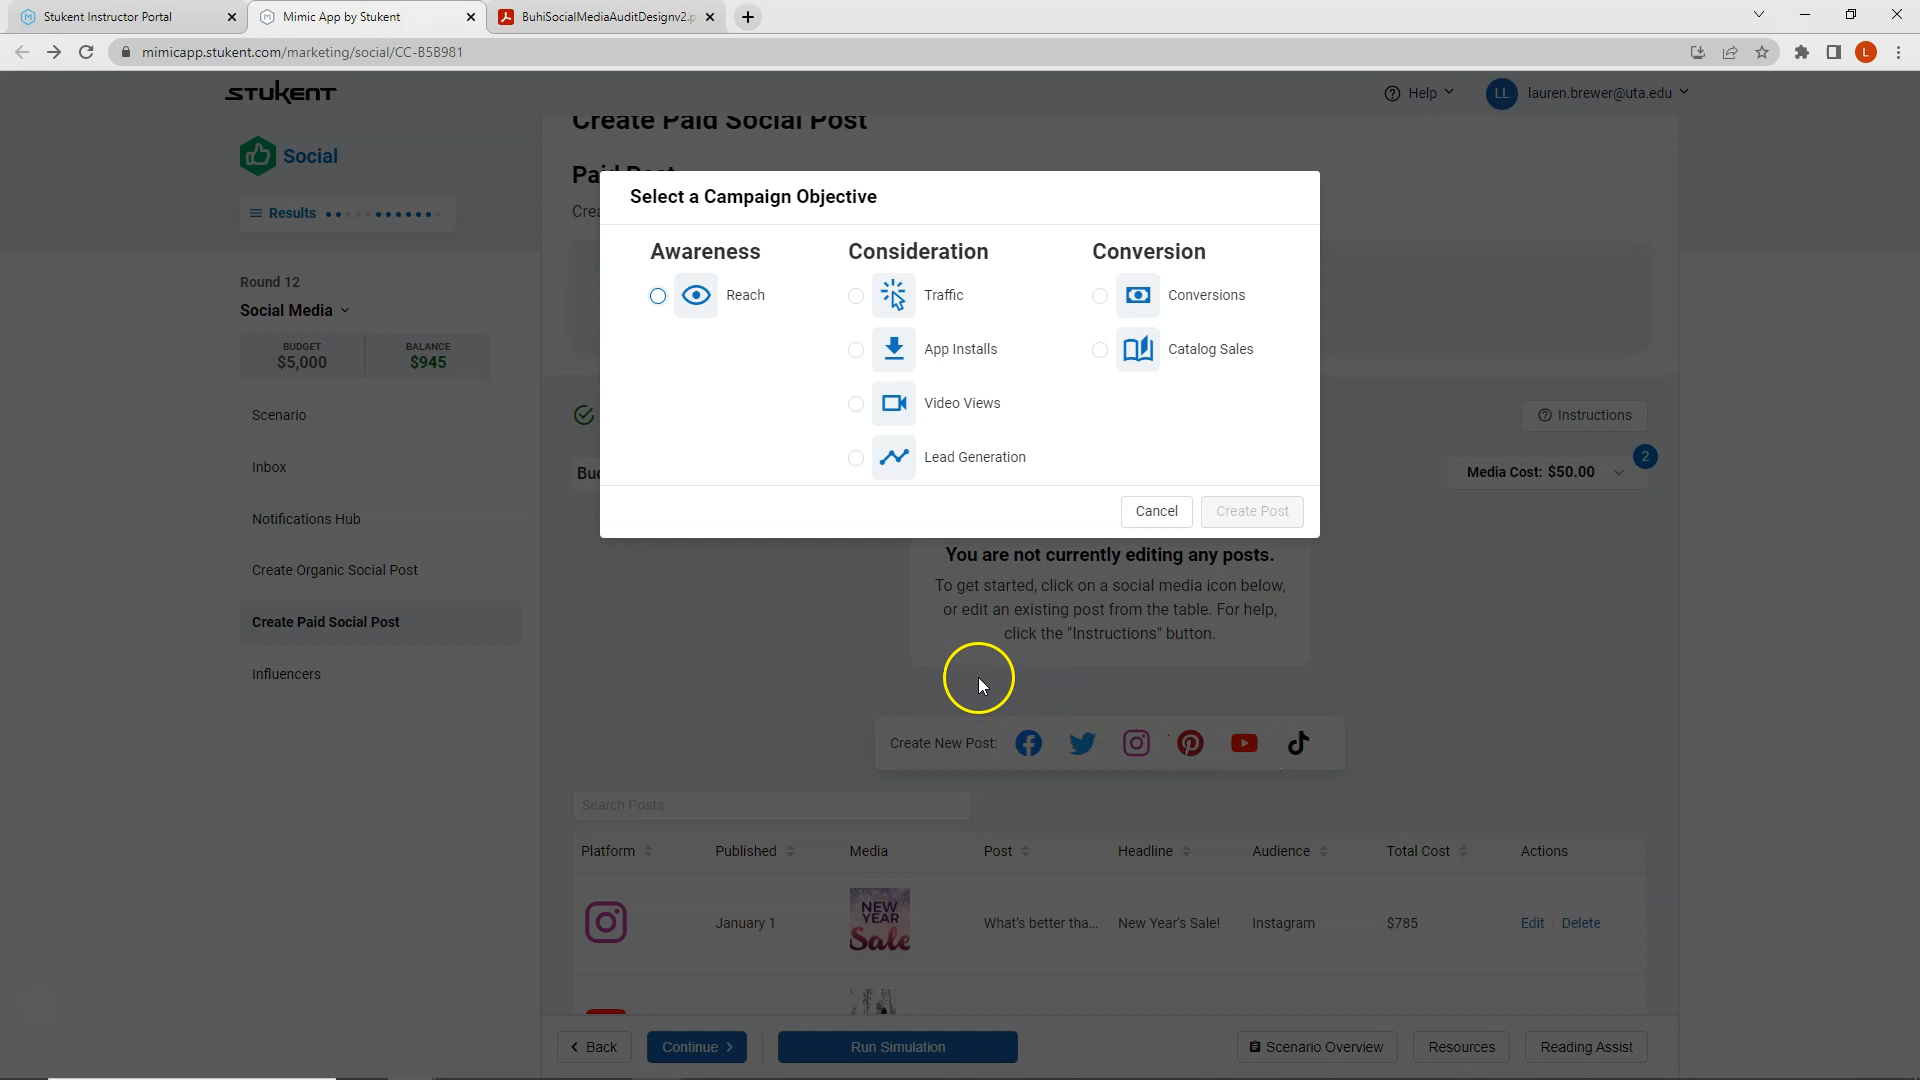 Stukent Instructor Portal
Mimic App by Stukent
BuhiSocialMediaAuditDesignv2.p
mimicapp.stukent.com/marketing/social/CC-B5B981
L
STUKENT
Help
LL
lauren.brewer@uta.edu
Social
Results
Round 12
Social Media
BUDGET
$5,000
BALANCE
$945
Scenario
Inbox
Notifications Hub
Create Organic Social Post
Create Paid Social Post
Influencers
Create Paid Social Post
Select a Campaign Objective
Awareness
Reach
Consideration
Traffic
App Installs
Video Views
Lead Generation
Conversion
Conversions
Catalog Sales
Cancel
Create Post
Instructions
Media Cost: $50.00
2
You are not currently editing any posts.
To get started, click on a social media icon below,
or edit an existing post from the table. For help,
click the "Instructions" button.
Create New Post:
Search Posts
Platform Published Media Post Headline Audience Total Cost Actions
January 1
NEW
YEAR
Sale
What's better tha...
New Year's Sale!
Instagram
$785
Edit
Delete
Back
Continue
Run Simulation
Scenario Overview
Resources
Reading Assist